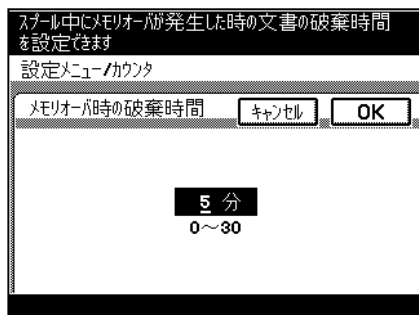 スプール中にメモリオーバが発生した時の文書の破棄時間
を設定できます
設定メニュー/カウンタ
メモリオーバ時の破棄時間 キャンセル OK
5 分
0～30